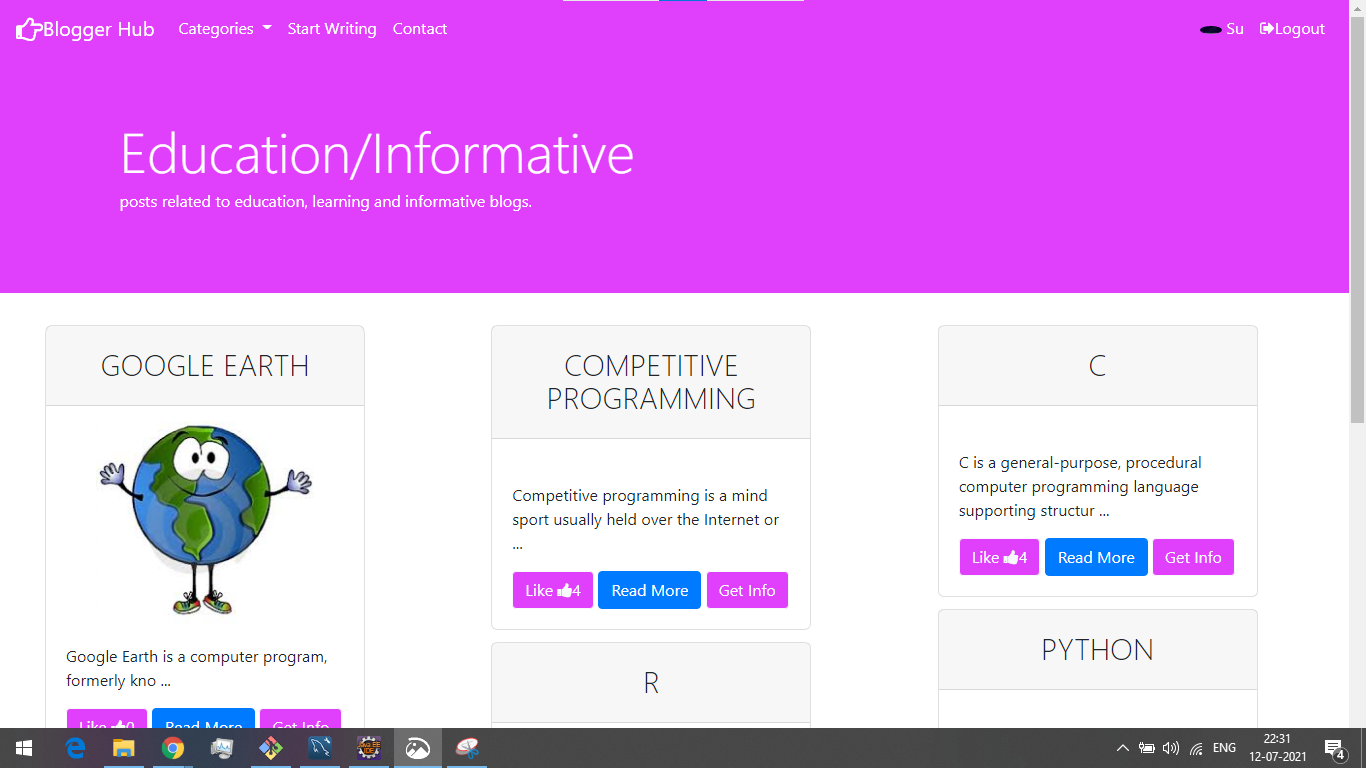 Blogger Hub Categories Start Writing Contact Su Logout
Education/Informative
posts related to education, learning and informative blogs.
GOOGLE EARTH
Google Earth is a computer program,
formerly kno ...
Like 0 Read More Get Info
COMPETITIVE
PROGRAMMING
Competitive programming is a mind
sport usually held over the Internet or
...
Like 4 Read More Get Info
R
C
C is a general-purpose, procedural
computer programming language
supporting structur ...
Like 4 Read More Get Info
PYTHON
Java EE
IDE
ENG
22:31
12-07-2021
4